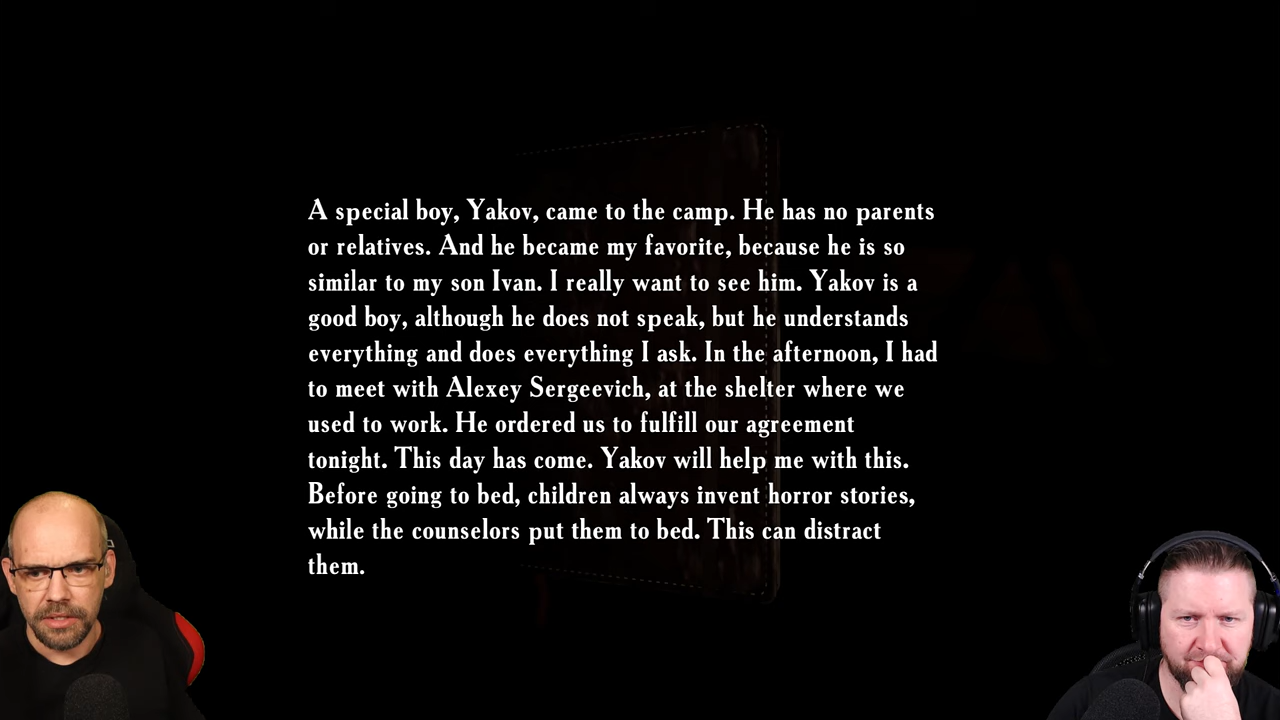 A special boy, Yakov, came to the camp. He has no parents
or relatives. And he became my favorite, because he is so
similar to my son Ivan. I really want to see him. Yakov is a
good boy, although he does not speak, but he understands
everything and does everything I ask. In the afternoon, I had
to meet with Alexey Sergeevich, at the shelter where we
used to work. He ordered us to fulfill our agreement
tonight. This day has come. Yakov will help me with this.
Before going to bed, children always invent horror stories,
while the counselors put them to bed. This can distract
them.